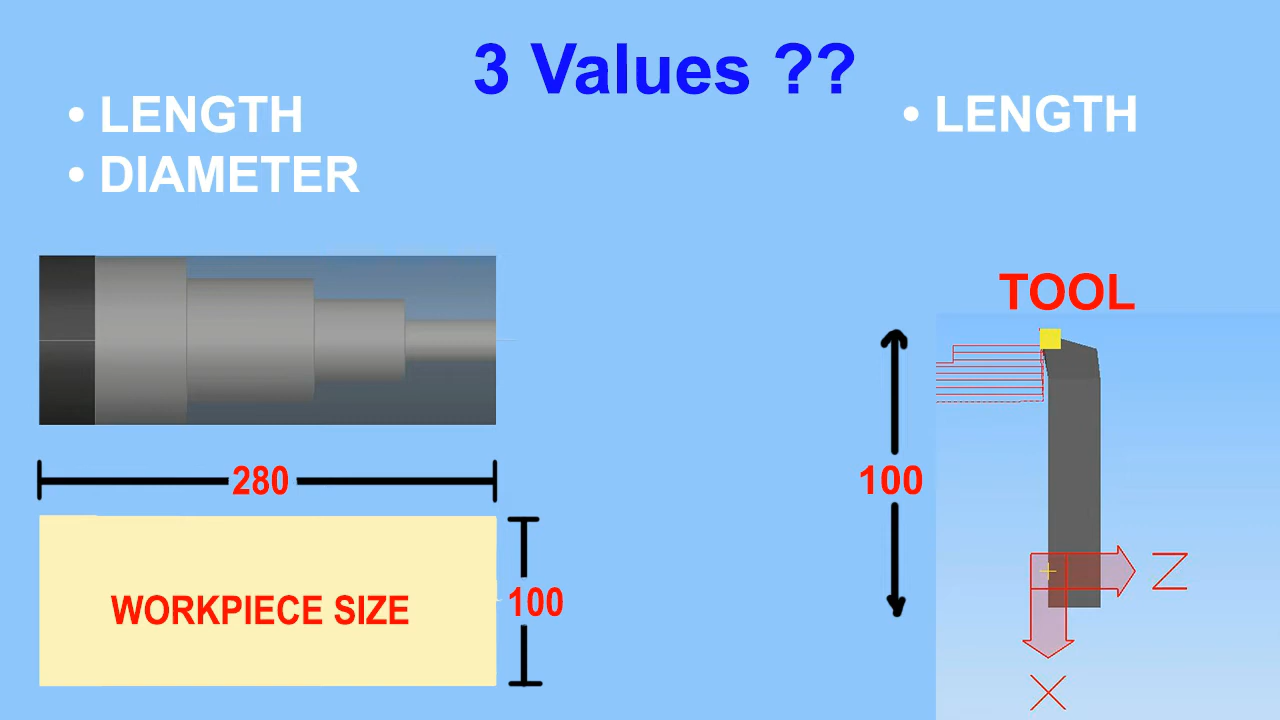 3 Values ??
• LENGTH
• DIAMETER
• LENGTH
TOOL
280
100
WORKPIECE SIZE
100
Z
X